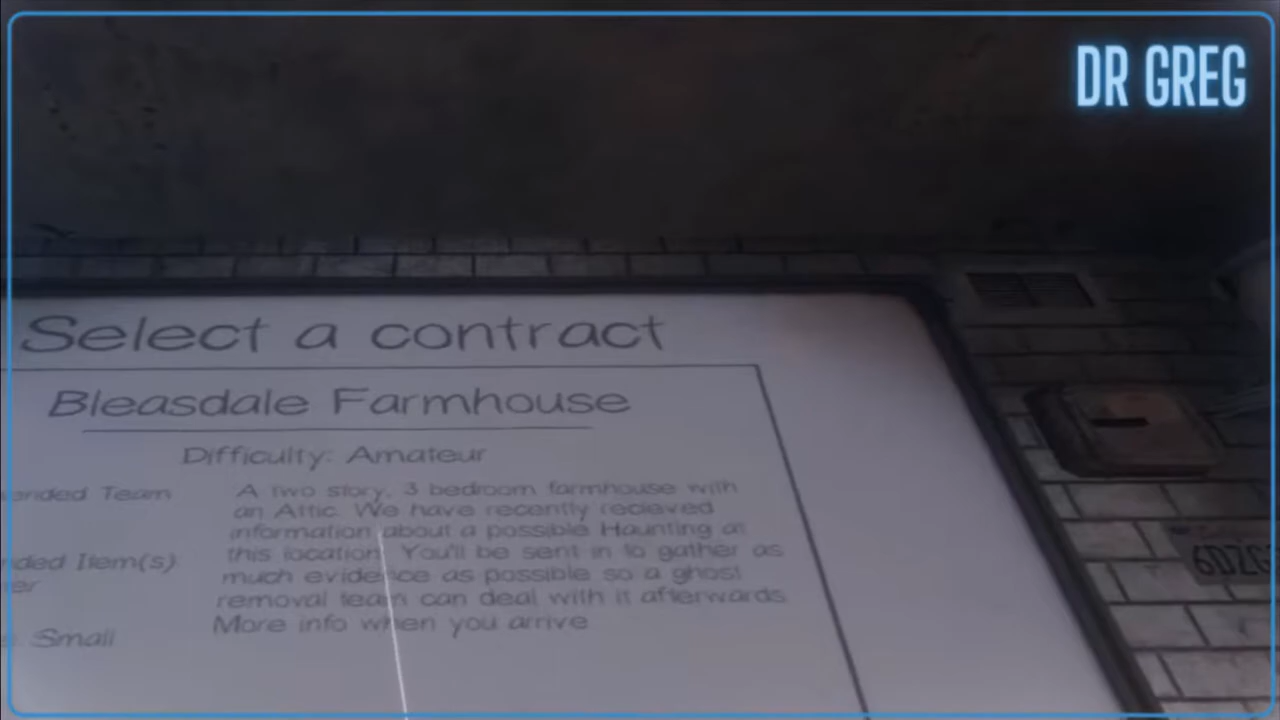 DR GREG
Select a contract
Bleasdale Farmhouse
Difficulty: Amateur
Team
A two story, 3 bedroom farmhouse with
an Attic. We have recently recieved
information about a possible Haunting at
this location. You'll be sent in to gather as
Item(s):
much evidence as possible so a ghost
removal team can deal with it afterwards.
Small
More info when you arrive